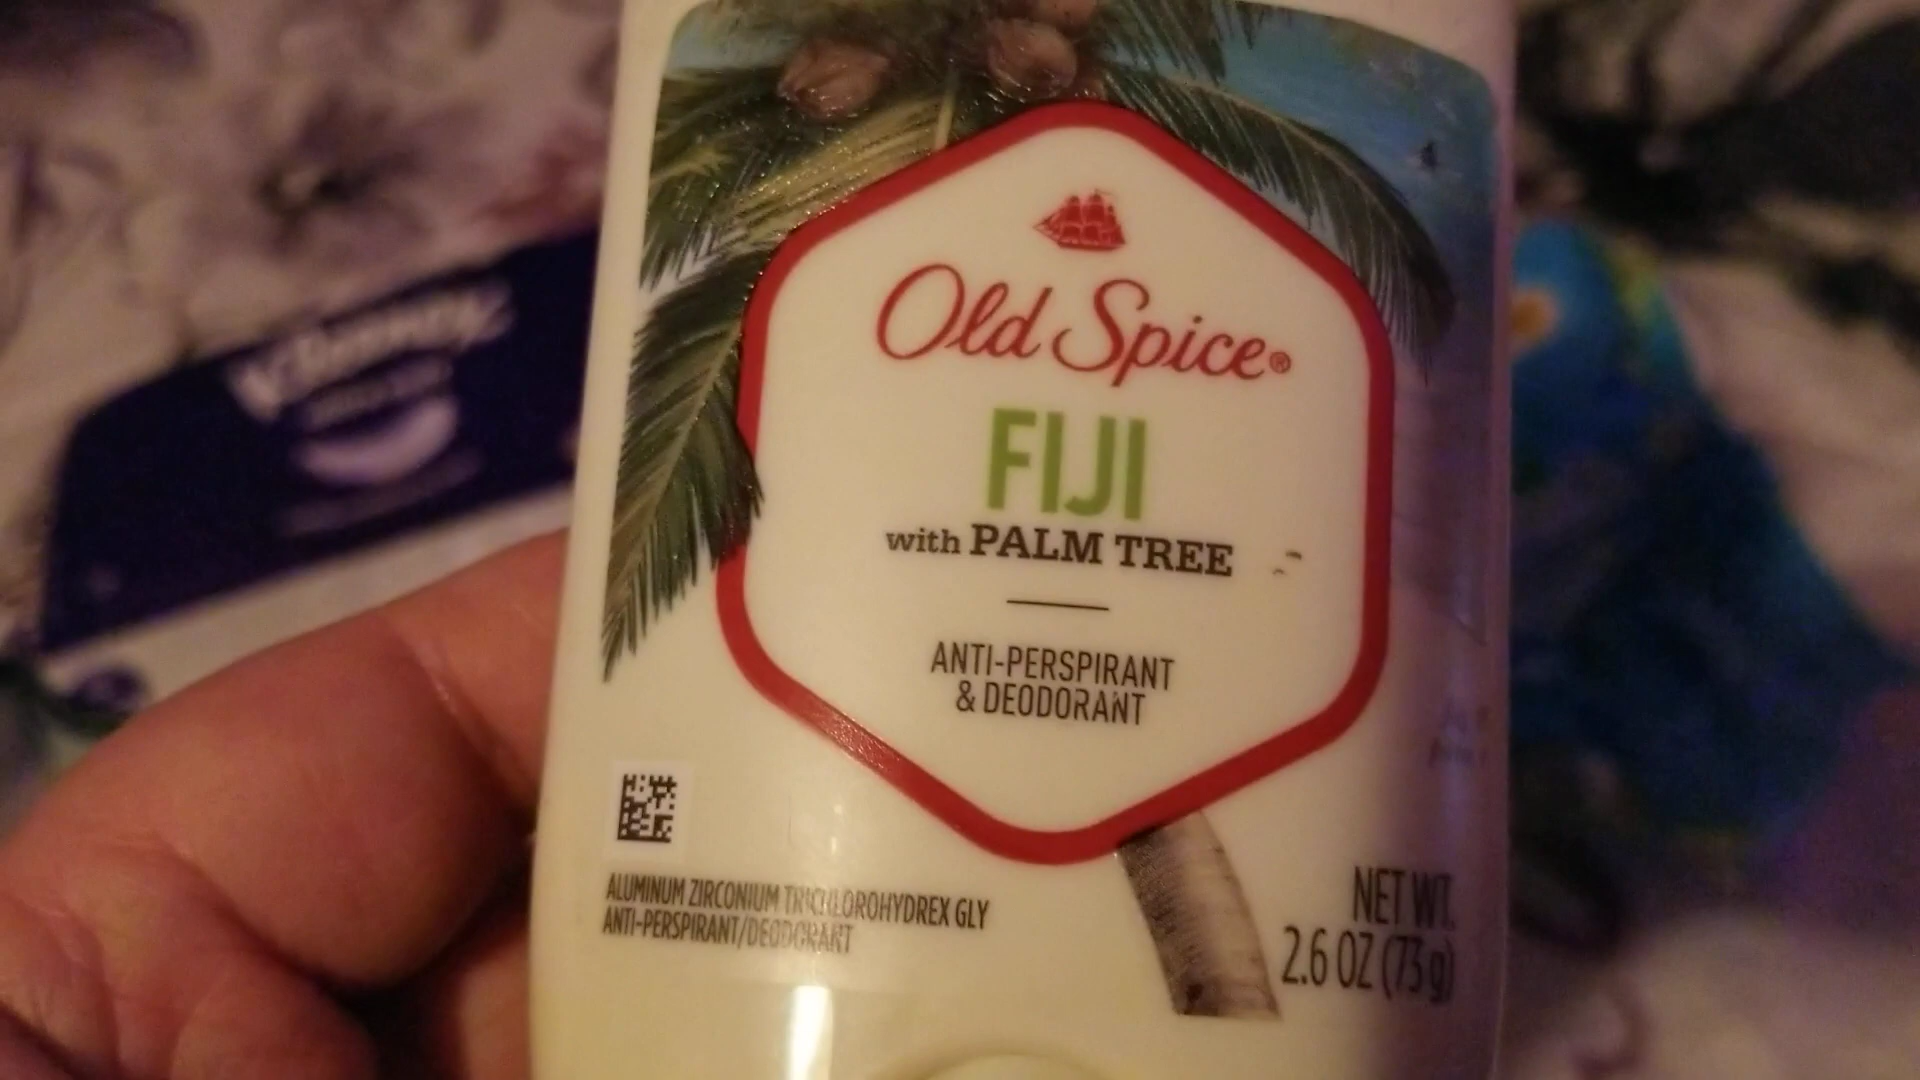 Kleenex
Old Spice®
FIJI
with PALM TREE
ANTI-PERSPIRANT
& DEODORANT
ALUMINUM ZIRCONIUM TRICHLOROHYDREX GLY
ANTI-PERSPIRANT/DEODORANT
NET WT.
2.6 OZ (73 g)